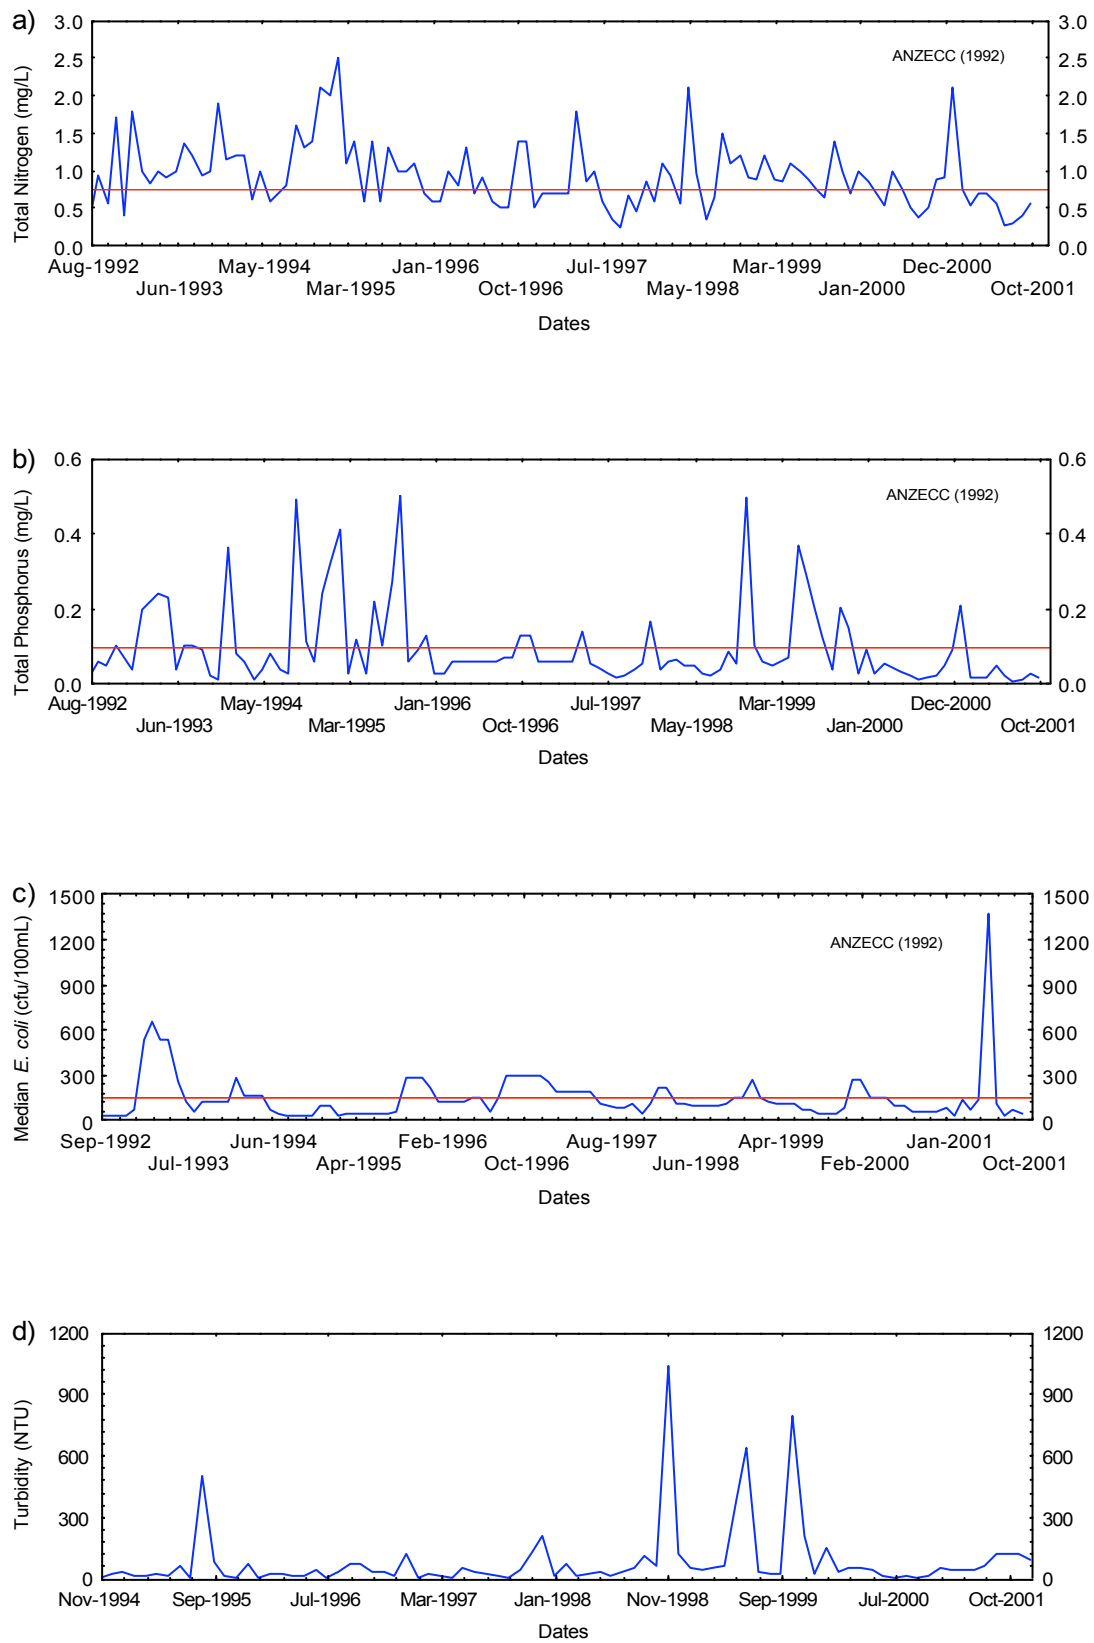 a)
3.0 3.0
2.5 ANZECC (1992) 2.5
2.0 2.0
1.5 1.5
1.0 1.0
0.5 0.5
0.0 0.0
Total Nitrogen (mg/L)
Aug-1992 May-1994 Jan-1996 Jul-1997 Mar-1999 Dec-2000
Jun-1993 Mar-1995 Oct-1996 May-1998 Jan-2000 Oct-2001
Dates
b)
0.6 0.6
ANZECC (1992)
0.4 0.4
0.2 0.2
0.0 0.0
Total Phosphorus (mg/L)
Aug-1992 May-1994 Jan-1996 Jul-1997 Mar-1999 Dec-2000
Jun-1993 Mar-1995 Oct-1996 May-1998 Jan-2000 Oct-2001
Dates
c)
1500 1500
1200 ANZECC (1992) 1200
900 900
600 600
300 300
0 0
Median E. coli (cfu/100mL)
Sep-1992 Jun-1994 Feb-1996 Aug-1997 Apr-1999 Jan-2001
Jul-1993 Apr-1995 Oct-1996 Jun-1998 Feb-2000 Oct-2001
Dates
d)
1200 1200
900 900
600 600
300 300
0 0
Turbidity (NTU)
Nov-1994 Sep-1995 Jul-1996 Mar-1997 Jan-1998 Nov-1998 Sep-1999 Jul-2000 Oct-2001
Dates